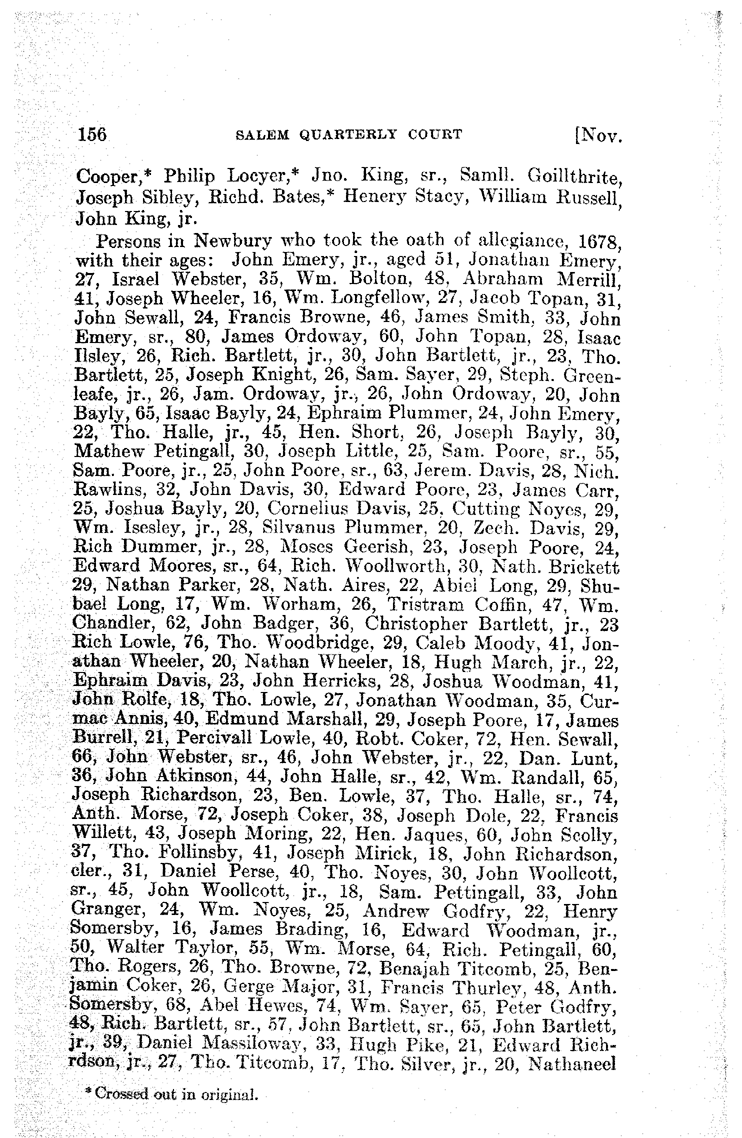 156 SALEM QUARTERLY COURT [Nov.
Cooper,* Philip Locyer,* Jno. King, sr., Samll. Goillthrite,
Joseph Sibley, Richd. Bates,* Henery Stacy, William Russell,
John King, jr.
Persons in Newbury who took the oath of allegiance, 1678,
with their ages: John Emery, jr., aged 51, Jonathan Emery,
27, Israel Webster, 35, Wm. Bolton, 48, Abraham Merrill,
41, Joseph Wheeler, 16, Wm. Longfellow, 27, Jacob Topan, 31,
John Sewall, 24, Francis Browne, 46, James Smith, 33, John
Emery, sr., 80, James Ordoway, 60, John Topan, 28, Isaac
Ilsley, 26, Rich. Bartlett, jr., 30, John Bartlett, jr., 23, Tho.
Bartlett, 25, Joseph Knight, 26, Sam. Sayer, 29, Steph. Green-
leafe, jr., 26, Jam. Ordoway, jr., 26, John Ordoway, 20, John
Bayly, 65, Isaac Bayly, 24, Ephraim Plummer, 24, John Emery,
22, Tho. Halle, jr., 45, Hen. Short, 26, Joseph Bayly, 30,
Mathew Petingall, 30, Joseph Little, 25, Sam. Poore, sr., 55,
Sam. Poore, jr., 25, John Poore, sr., 63, Jerem. Davis, 28, Nich.
Rawlins, 32, John Davis, 30, Edward Poore, 23, James Carr,
25, Joshua Bayly, 20, Cornelius Davis, 25, Cutting Noyes, 29,
Wm. Isesley, jr., 28, Silvanus Plummer, 20, Zech. Davis, 29,
Rich Dummer, jr., 28, Moses Geerish, 23, Joseph Poore, 24,
Edward Moores, sr., 64, Rich. Woollworth, 30, Nath. Brickett
29, Nathan Parker, 28, Nath. Aires, 22, Abiel Long, 29, Shu-
bael Long, 17, Wm. Worham, 26, Tristram Coffin, 47, Wm.
Chandler, 62, John Badger, 36, Christopher Bartlett, jr., 23
Rich Lowle, 76, Tho. Woodbridge, 29, Caleb Moody, 41, Jon-
athan Wheeler, 20, Nathan Wheeler, 18, Hugh March, jr., 22,
Ephraim Davis, 23, John Herricks, 28, Joshua Woodman, 41,
John Rolfe, 18, Tho. Lowle, 27, Jonathan Woodman, 35, Cur-
mac Annis, 40, Edmund Marshall, 29, Joseph Poore, 17, James
Burrell, 21, Percivall Lowle, 40, Robt. Coker, 72, Hen. Sewall,
66, John Webster, sr., 46, John Webster, jr., 22, Dan. Lunt,
36, John Atkinson, 44, John Halle, sr., 42, Wm. Randall, 65,
Joseph Richardson, 23, Ben. Lowle, 37, Tho. Halle, sr., 74,
Anth. Morse, 72, Joseph Coker, 38, Joseph Dole, 22, Francis
Willett, 43, Joseph Moring, 22, Hen. Jaques, 60, John Scolly,
37, Tho. Follinsby, 41, Joseph Mirick, 18, John Richardson,
cler., 31, Daniel Perse, 40, Tho. Noyes, 30, John Woollcott,
sr., 45, John Woollcott, jr., 18, Sam. Pettingall, 33, John
Granger, 24, Wm. Noyes, 25, Andrew Godfry, 22, Henry
Somersby, 16, James Brading, 16, Edward Woodman, jr.,
50, Walter Taylor, 55, Wm. Morse, 64, Rich. Petingall, 60,
Tho. Rogers, 26, Tho. Browne, 72, Benajah Titcomb, 25, Ben-
jamin Coker, 26, Gerge Major, 31, Francis Thurley, 48, Anth.
Somersby, 68, Abel Hewes, 74, Wm. Sayer, 65, Peter Godfry,
48, Rich. Bartlett, sr., 57, John Bartlett, sr., 65, John Bartlett,
jr., 39, Daniel Massiloway, 33, Hugh Pike, 21, Edward Rich-
rdson, jr., 27, Tho. Titcomb, 17, Tho. Silver, jr., 20, Nathaneel
* Crossed out in original.